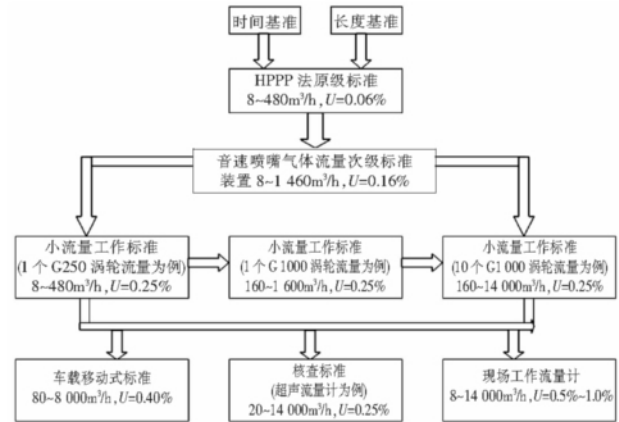 时间基准
长度基准
HPPP 法原级标准
8~480m³/h,U=0.06%
音速喷嘴气体流量次级标准
装置 8~1 460m³/h,U=0.16%
小流量工作标准
(1 个 G250 涡轮流量为例)
8~480m³/h,U=0.25%
小流量工作标准
(1个 G 1000 涡轮流量为例)
160~1 600m³/h,U=0.25%
小流量工作标准
(10个 G1 000 涡轮流量为例)
160~14 000m³/h,U=0.25%
车载移动式标准
80~8 000m³/h,U=0.40%
核查标准
(超声流量计为例)
20~14 000m³/h,U=0.25%
现场工作流量计
8~14 000m³/h,U=0.5%~1.0%